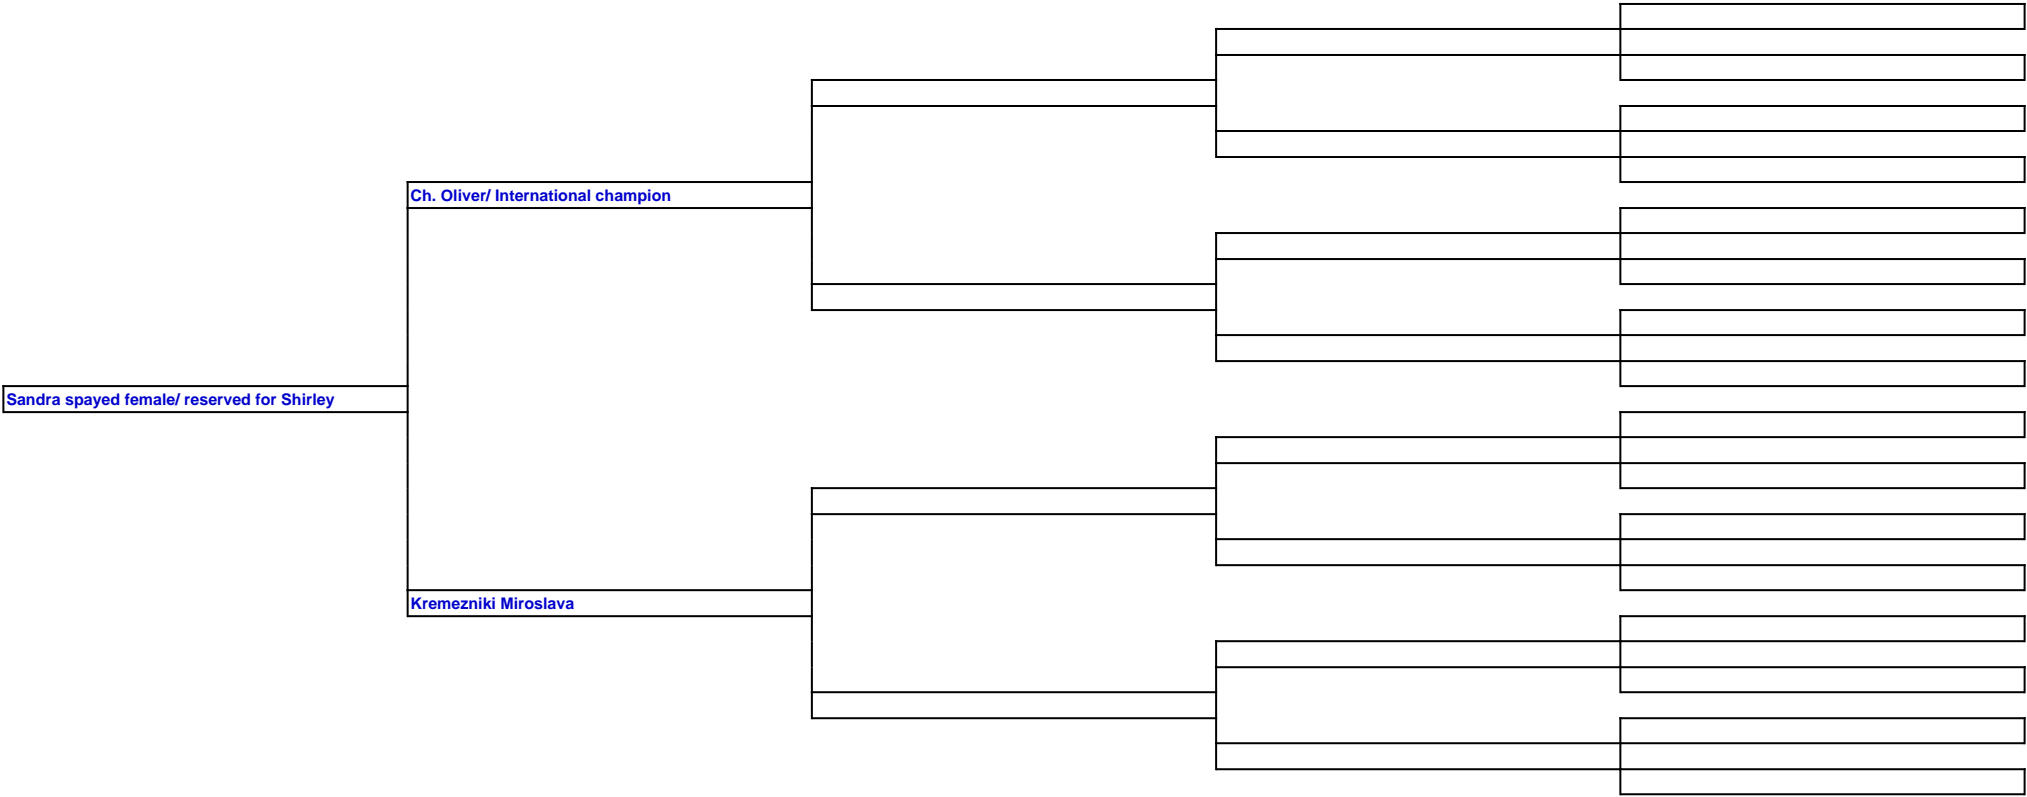 Ch. Oliver/ International champion
Sandra spayed female/ reserved for Shirley
Kremezniki Miroslava